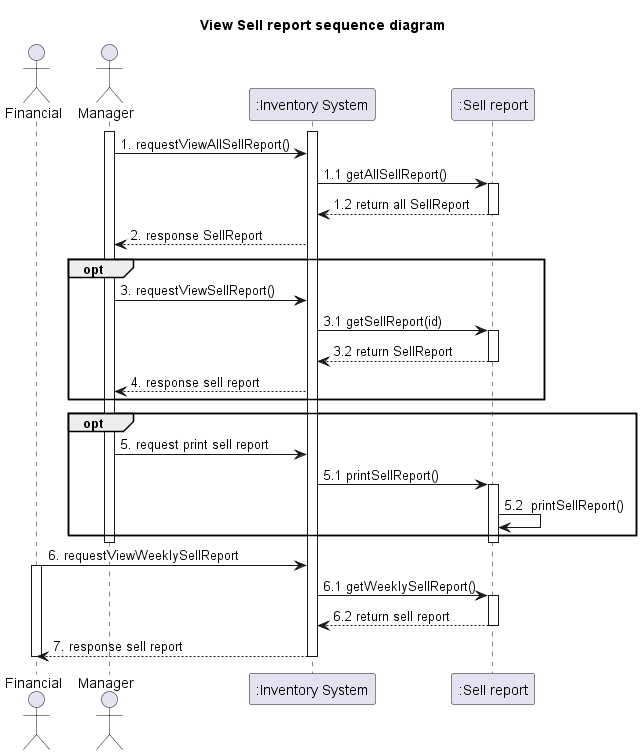 View Sell report sequence diagram
Financial
Manager
:Inventory System
:Sell report
1. requestViewAllSellReport()
1.1 getAllSellReport()
1.2 return all SellReport
2. response SellReport
opt
3. requestViewSellReport()
3.1 getSellReport(id)
3.2 return SellReport
4. response sell report
opt
5. request print sell report
5.1 printSellReport()
5.2  printSellReport()
6. requestViewWeeklySellReport
6.1 getWeeklySellReport()
6.2 return sell report
7. response sell report
Financial
Manager
:Inventory System
:Sell report